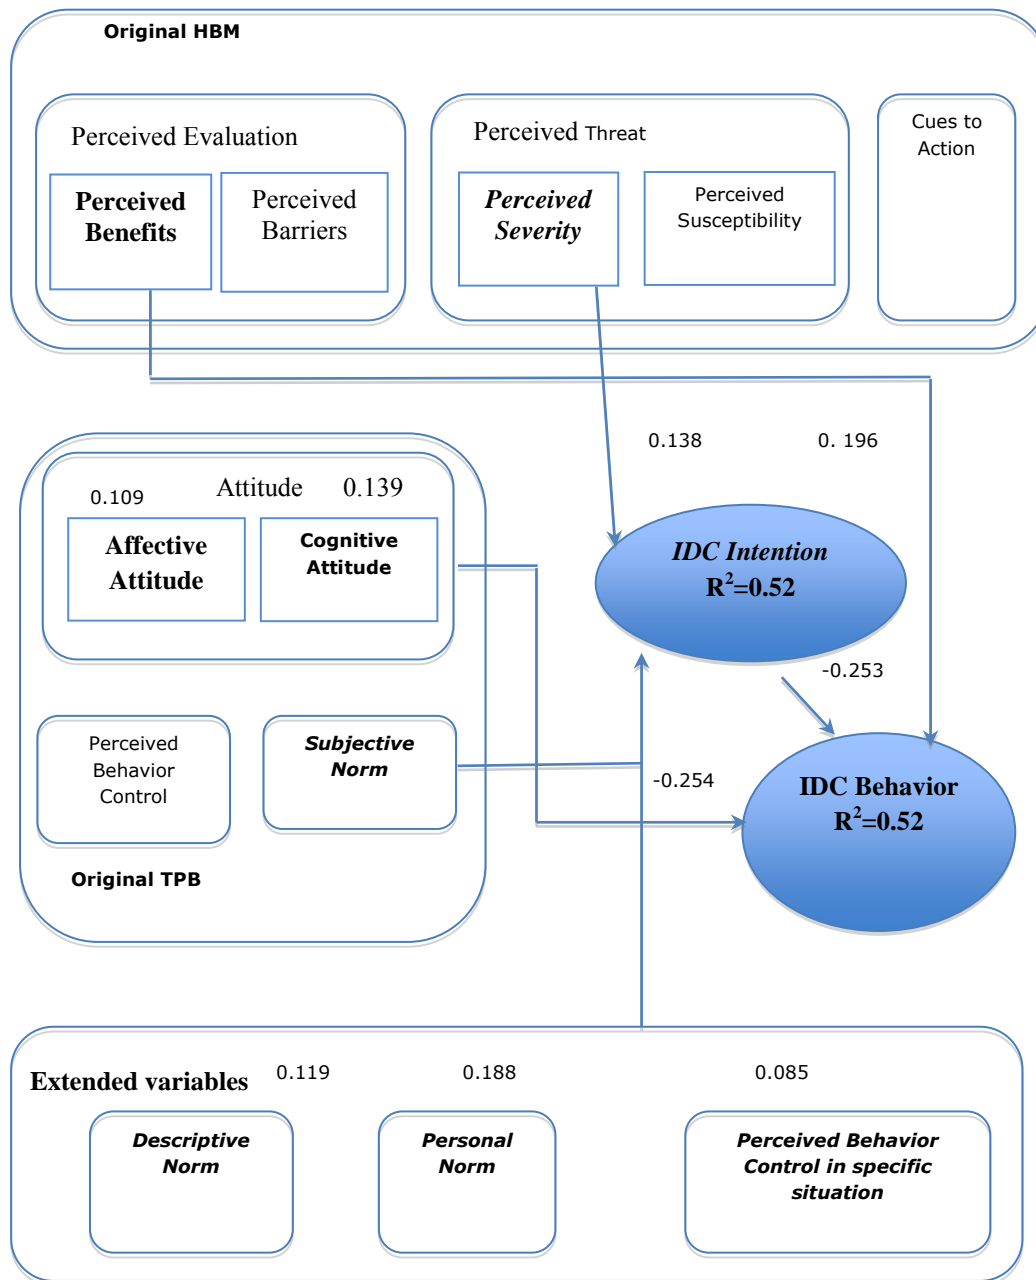 Original HBM
Perceived Evaluation
Perceived
Benefits
Perceived
Barriers
Perceived Threat
Perceived
Severity
Perceived
Susceptibility
Cues to
Action
0.138
0. 196
Attitude
0.109
0.139
Affective
Attitude
Cognitive
Attitude
IDC Intention
R²=0.52
-0.253
Perceived
Behavior
Control
Subjective
Norm
-0.254
IDC Behavior
R²=0.52
Original TPB
Extended variables
0.119
0.188
0.085
Descriptive
Norm
Personal
Norm
Perceived Behavior
Control in specific
situation